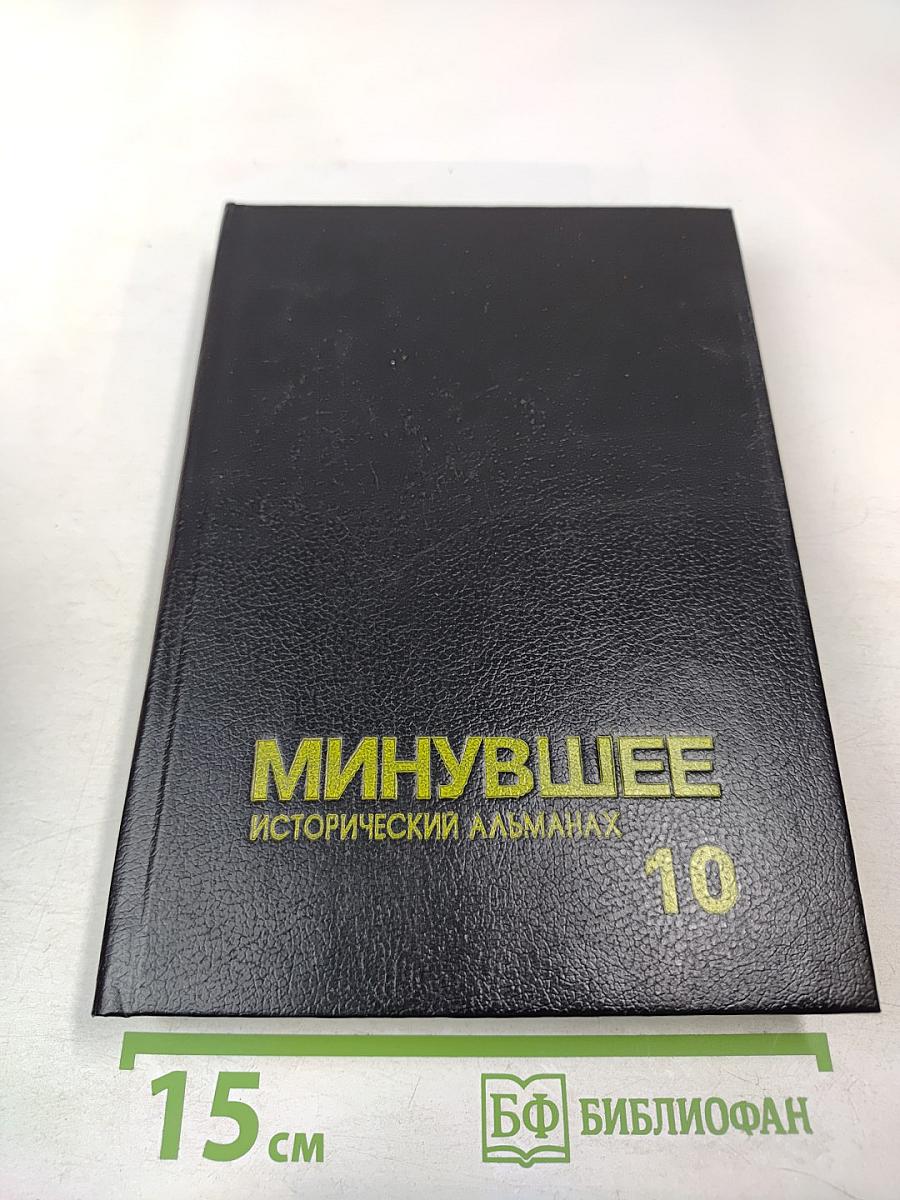 МИНУВШЕЕ
ИСТОРИЧЕСКИЙ АЛЬМАНАХ
10
15 см
БФ БИБЛИОФАН